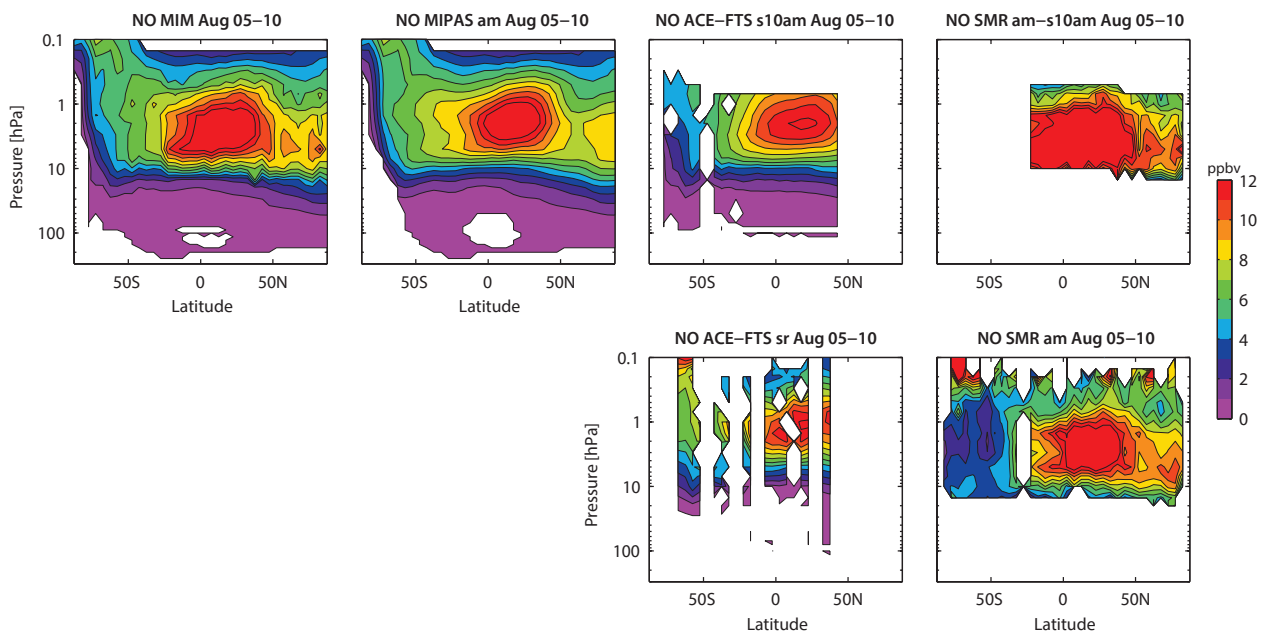 NO MIM Aug 05−10
NO MIPAS am Aug 05−10
NO ACE−FTS s10am Aug 05−10
NO SMR am−s10am Aug 05−10
0.1
1
10
100
Pressure [hPa]
50S 0 50N
Latitude
50S 0 50N
Latitude
50S 0 50N
50S 0 50N
ppbv
12
10
8
6
4
2
0
NO ACE−FTS sr Aug 05−10
NO SMR am Aug 05−10
0.1
1
10
100
Pressure [hPa]
50S 0 50N
Latitude
50S 0 50N
Latitude